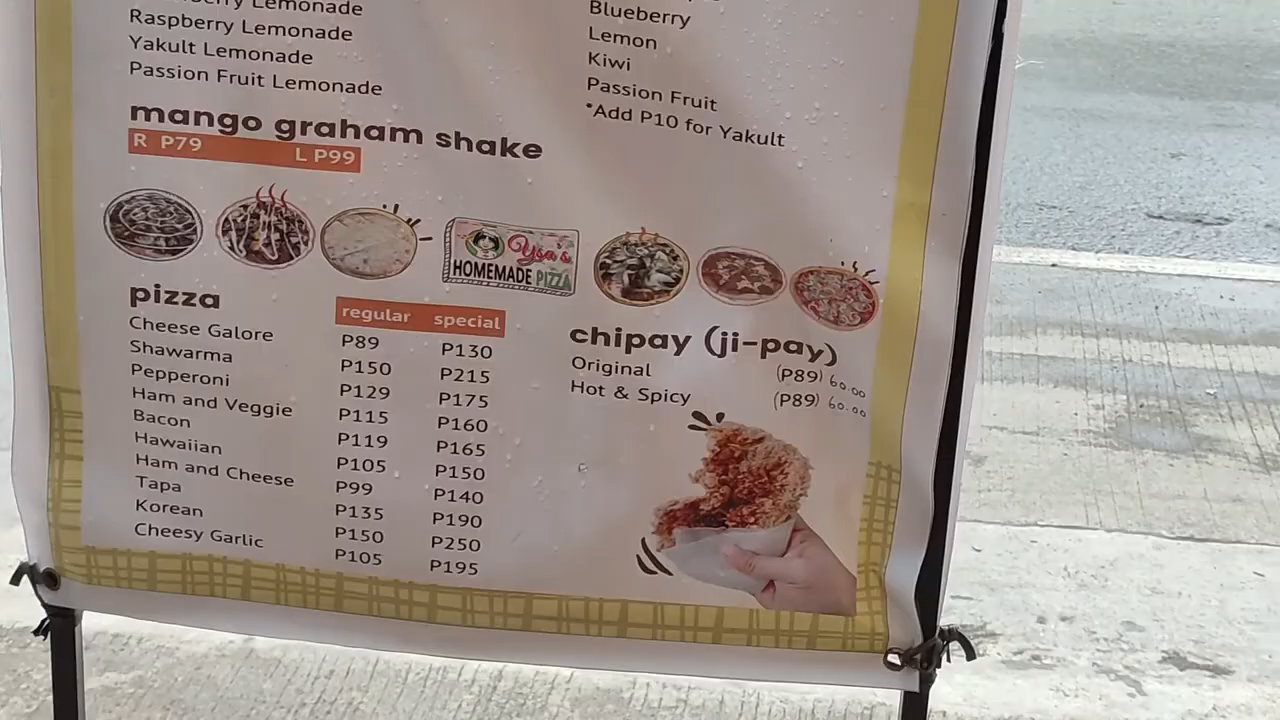 Lemonade
Raspberry Lemonade
Yakult Lemonade
Passion Fruit Lemonade
Blueberry
Lemon
Kiwi
Passion Fruit
*Add P10 for Yakult
mango graham shake
R P79 L P99
Ysa's
HOMEMADE PIZZA
pizza regular special
Cheese Galore P89 P130
Shawarma P150 P215
Pepperoni P129 P175
Ham and Veggie P115 P160
Bacon P119 P165
Hawaiian P105 P150
Ham and Cheese P99 P140
Tapa P135 P190
Korean P150 P250
Cheesy Garlic P105 P195
chipay (ji-pay)
Original (P89) 60.00
Hot & Spicy (P89) 60.00